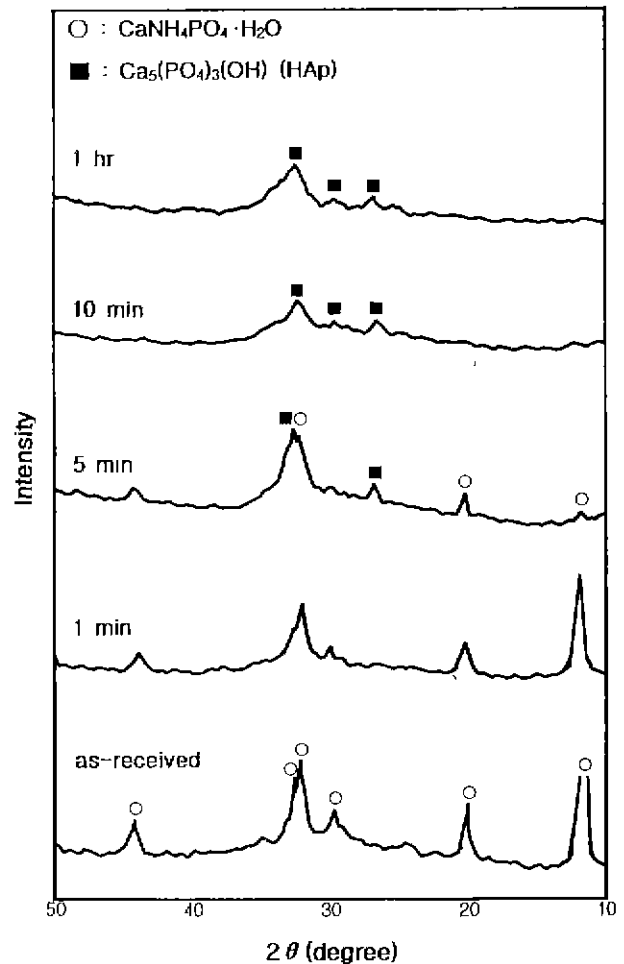 ○ : CaNH₄PO₄·H₂O
■ : Ca₅(PO₄)₃(OH) (HAp)
1 hr
10 min
5 min
1 min
as-received
Intensity
50 40 30 20 10
2θ (degree)